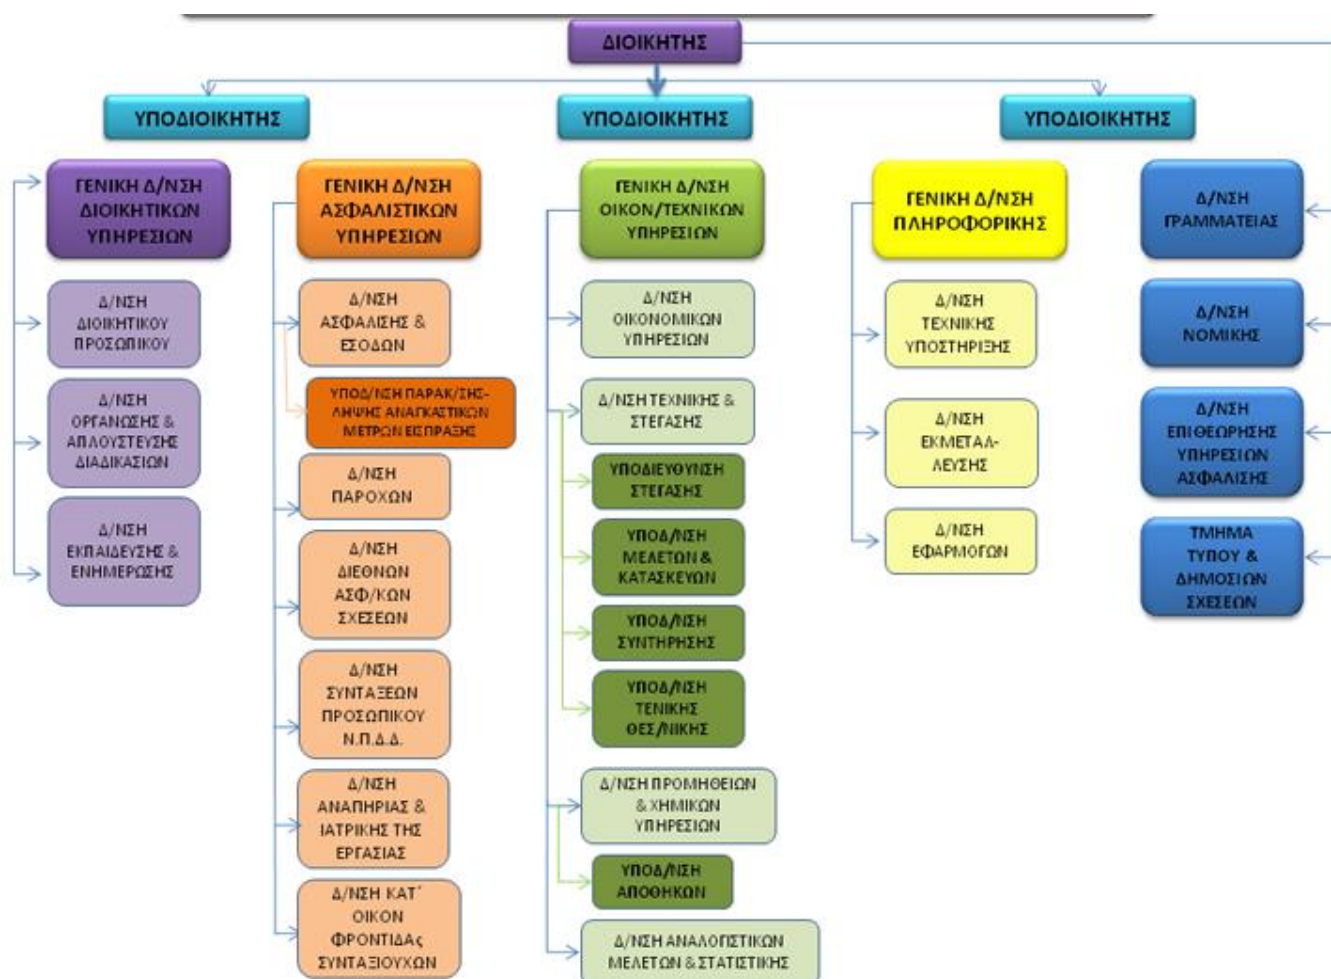 ΔΙΟΙΚΗΤΗΣ
ΥΠΟΔΙΟΙΚΗΤΗΣ
ΥΠΟΔΙΟΙΚΗΤΗΣ
ΥΠΟΔΙΟΙΚΗΤΗΣ
ΓΕΝΙΚΗ Δ/ΝΣΗ
ΔΙΟΙΚΗΤΙΚΩΝ
ΥΠΗΡΕΣΙΩΝ
Δ/ΝΣΗ
ΔΙΟΙΚΗΤΙΚΟΥ
ΠΡΟΣΩΠΙΚΟΥ
Δ/ΝΣΗ
ΟΡΓΑΝΩΣΗΣ &
ΑΠΛΟΥΣΤΕΥΣΗΣ
ΔΙΑΔΙΚΑΣΙΩΝ
Δ/ΝΣΗ
ΕΚΠΑΙΔΕΥΣΗΣ &
ΕΝΗΜΕΡΩΣΗΣ
ΓΕΝΙΚΗ Δ/ΝΣΗ
ΑΣΦΑΛΙΣΤΙΚΩΝ
ΥΠΗΡΕΣΙΩΝ
Δ/ΝΣΗ
ΑΣΦΑΛΙΣΗΣ &
ΕΣΟΔΩΝ
ΥΠΟΔ/ΝΣΗ ΠΑΡΑΚ/ΣΗΣ-
ΛΗΨΗΣ ΑΝΑΓΚΑΣΤΙΚΩΝ
ΜΕΤΡΩΝ ΕΙΣΠΡΑΞΗΣ
Δ/ΝΣΗ
ΠΑΡΟΧΩΝ
Δ/ΝΣΗ
ΔΙΕΘΝΩΝ
ΑΣΦ/ΚΩΝ
ΣΧΕΣΕΩΝ
Δ/ΝΣΗ
ΣΥΝΤΑΞΕΩΝ
ΠΡΟΣΩΠΙΚΟΥ
Ν.Π.Δ.Δ.
Δ/ΝΣΗ
ΑΝΑΠΗΡΙΑΣ &
ΙΑΤΡΙΚΗΣ ΤΗΣ
ΕΡΓΑΣΙΑΣ
Δ/ΝΣΗ ΚΑΤ΄
ΟΙΚΟΝ
ΦΡΟΝΤΙΔΑς
ΣΥΝΤΑΞΙΟΥΧΩΝ
ΓΕΝΙΚΗ Δ/ΝΣΗ
ΟΙΚΟΝ/ΤΕΧΝΙΚΩΝ
ΥΠΗΡΕΣΙΩΝ
Δ/ΝΣΗ
ΟΙΚΟΝΟΜΙΚΩΝ
ΥΠΗΡΕΣΙΩΝ
Δ/ΝΣΗ ΤΕΧΝΙΚΗΣ &
ΣΤΕΓΑΣΗΣ
ΥΠΟΔΙΕΥΘΥΝΣΗ
ΣΤΕΓΑΣΗΣ
ΥΠΟΔ/ΝΣΗ
ΜΕΛΕΤΩΝ &
ΚΑΤΑΣΚΕΥΩΝ
ΥΠΟΔ/ΝΣΗ
ΣΥΝΤΗΡΗΣΗΣ
ΥΠΟΔ/ΝΣΗ
ΤΕΝΙΚΗΣ
ΘΕΣ/ΝΙΚΗΣ
Δ/ΝΣΗ ΠΡΟΜΗΘΕΙΩΝ
& ΧΗΜΙΚΩΝ
ΥΠΗΡΕΣΙΩΝ
ΥΠΟΔ/ΝΣΗ
ΑΠΟΘΗΚΩΝ
Δ/ΝΣΗ ΑΝΑΛΟΓΙΣΤΙΚΩΝ
ΜΕΛΕΤΩΝ & ΣΤΑΤΙΣΤΙΚΗΣ
ΓΕΝΙΚΗ Δ/ΝΣΗ
ΠΛΗΡΟΦΟΡΙΚΗΣ
Δ/ΝΣΗ
ΤΕΧΝΙΚΗΣ
ΥΠΟΣΤΗΡΙΞΗΣ
Δ/ΝΣΗ
ΕΚΜΕΤΑΛ-
ΛΕΥΣΗΣ
Δ/ΝΣΗ
ΕΦΑΡΜΟΓΩΝ
Δ/ΝΣΗ
ΓΡΑΜΜΑΤΕΙΑΣ
Δ/ΝΣΗ
ΝΟΜΙΚΗΣ
Δ/ΝΣΗ
ΕΠΙΘΕΩΡΗΣΗΣ
ΥΠΗΡΕΣΙΩΝ
ΑΣΦΑΛΙΣΗΣ
ΤΜΗΜΑ
ΤΥΠΟΥ &
ΔΗΜΟΣΙΩΝ
ΣΧΕΣΕΩΝ